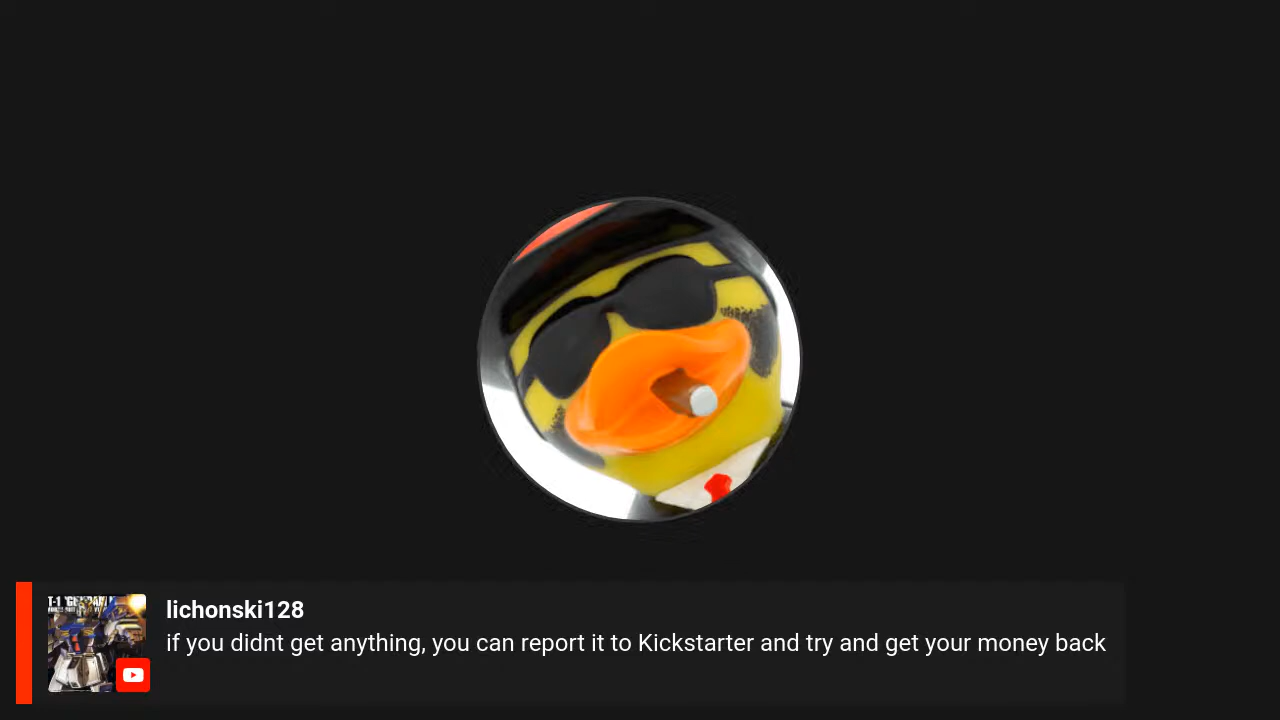 lichonski128
if you didnt get anything, you can report it to Kickstarter and try and get your money back